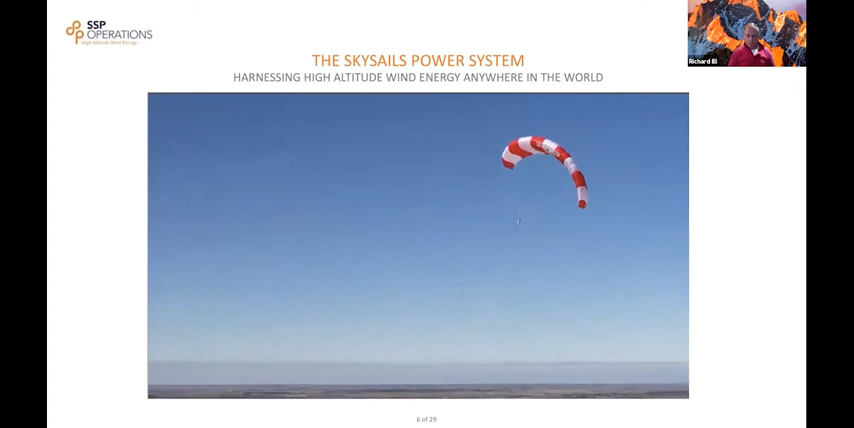 SSP
OPERATIONS
High Altitude Wind Energy
Richard Ili
THE SKYSAILS POWER SYSTEM
HARNESSING HIGH ALTITUDE WIND ENERGY ANYWHERE IN THE WORLD
6 of 29